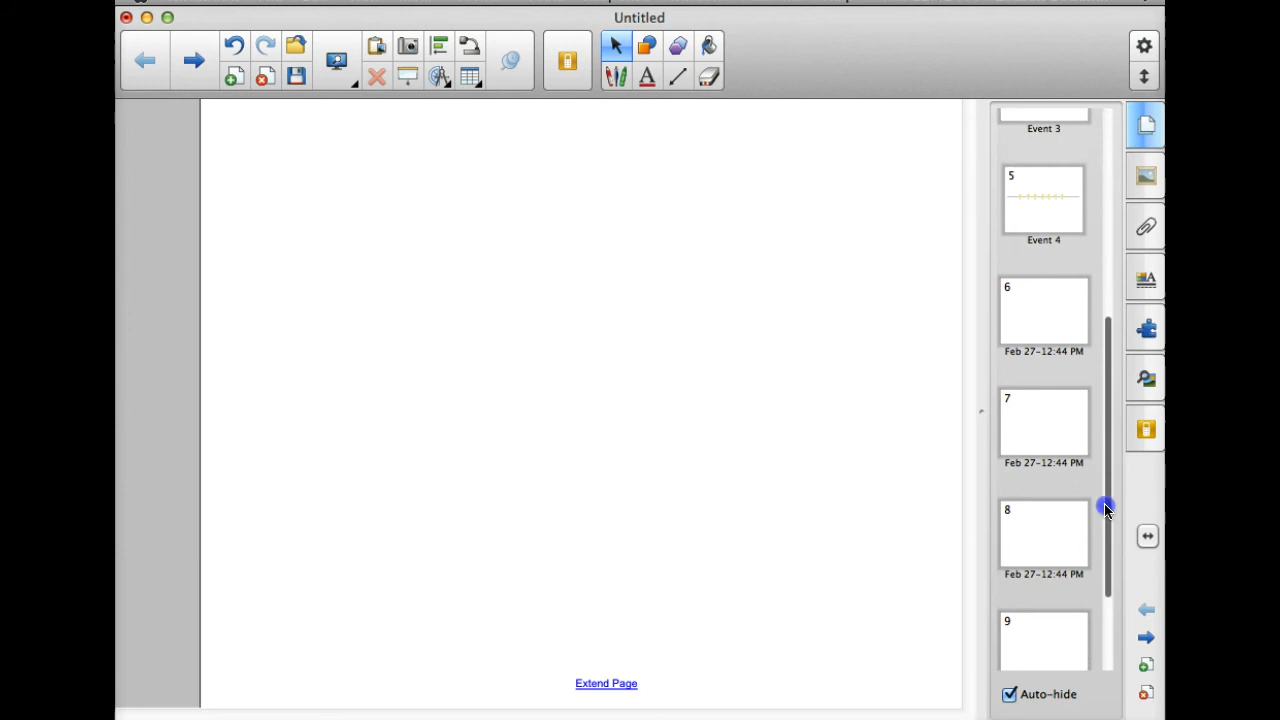 Untitled
Event 3
5
Event 4
6
Feb 27-12:44 PM
7
Feb 27-12:44 PM
8
Feb 27-12:44 PM
9
Extend Page
Auto-hide